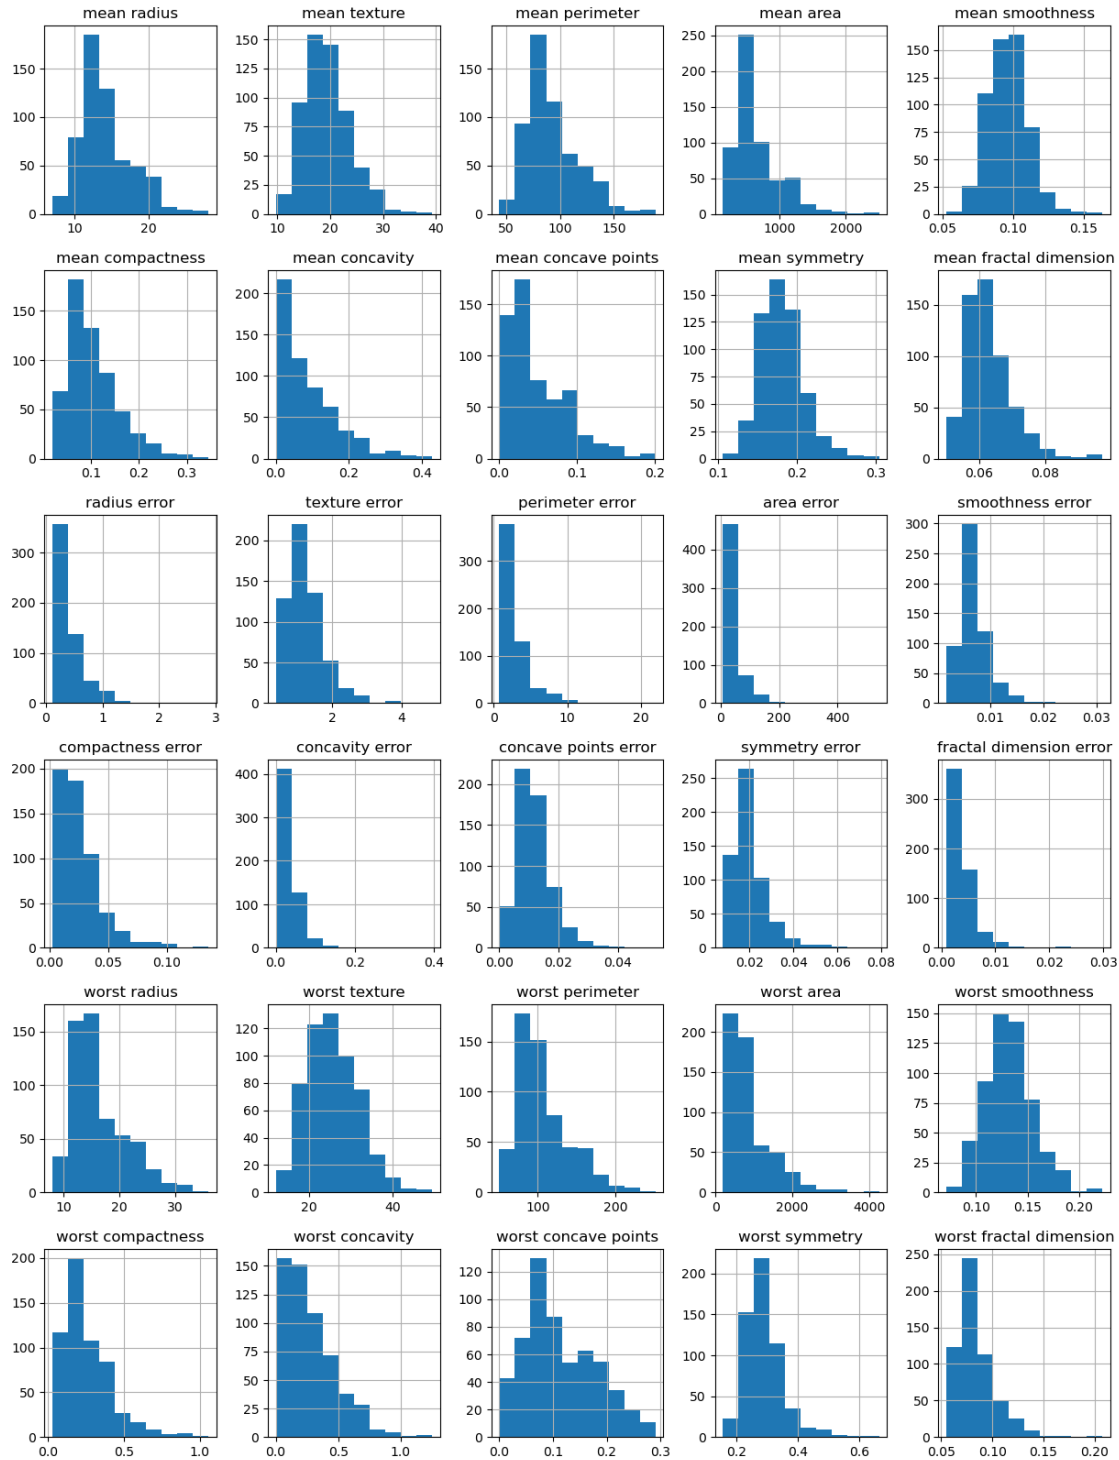 mean radius mean texture mean perimeter mean area mean smoothness
150 100 50 0
10 20
150 125 100 75 50 25 0
10 20 30 40
150 100 50 0
50 100 150
250 200 150 100 50 0
1000 2000
150 125 100 75 50 25 0
0.05 0.10 0.15
mean compactness mean concavity mean concave points mean symmetry mean fractal dimension
150 100 50 0
0.1 0.2 0.3
200 150 100 50 0
0.0 0.2 0.4
150 100 50 0
0.0 0.1 0.2
150 125 100 75 50 25 0
0.1 0.2 0.3
150 100 50 0
0.06 0.08
radius error texture error perimeter error area error smoothness error
300 200 100 0
0 1 2 3
200 150 100 50 0
2 4
300 200 100 0
0 10 20
400 300 200 100 0
0 200 400
300 250 200 150 100 50 0
0.01 0.02 0.03
compactness error concavity error concave points error symmetry error fractal dimension error
200 150 100 50 0
0.00 0.05 0.10
400 300 200 100 0
0.0 0.2 0.4
200 150 100 50 0
0.00 0.02 0.04
250 200 150 100 50 0
0.02 0.04 0.06 0.08
300 200 100 0
0.00 0.01 0.02 0.03
worst radius worst texture worst perimeter worst area worst smoothness
150 100 50 0
10 20 30
120 100 80 60 40 20 0
20 30 40
150 100 50 0
100 200
200 150 100 50 0
0 2000 4000
150 125 100 75 50 25 0
0.10 0.15 0.20
worst compactness worst concavity worst concave points worst symmetry worst fractal dimension
200 150 100 50 0
0.0 0.5 1.0
150 125 100 75 50 25 0
0.0 0.5 1.0
120 100 80 60 40 20 0
0.0 0.1 0.2 0.3
200 150 100 50 0
0.2 0.4 0.6
250 200 150 100 50 0
0.05 0.10 0.15 0.20